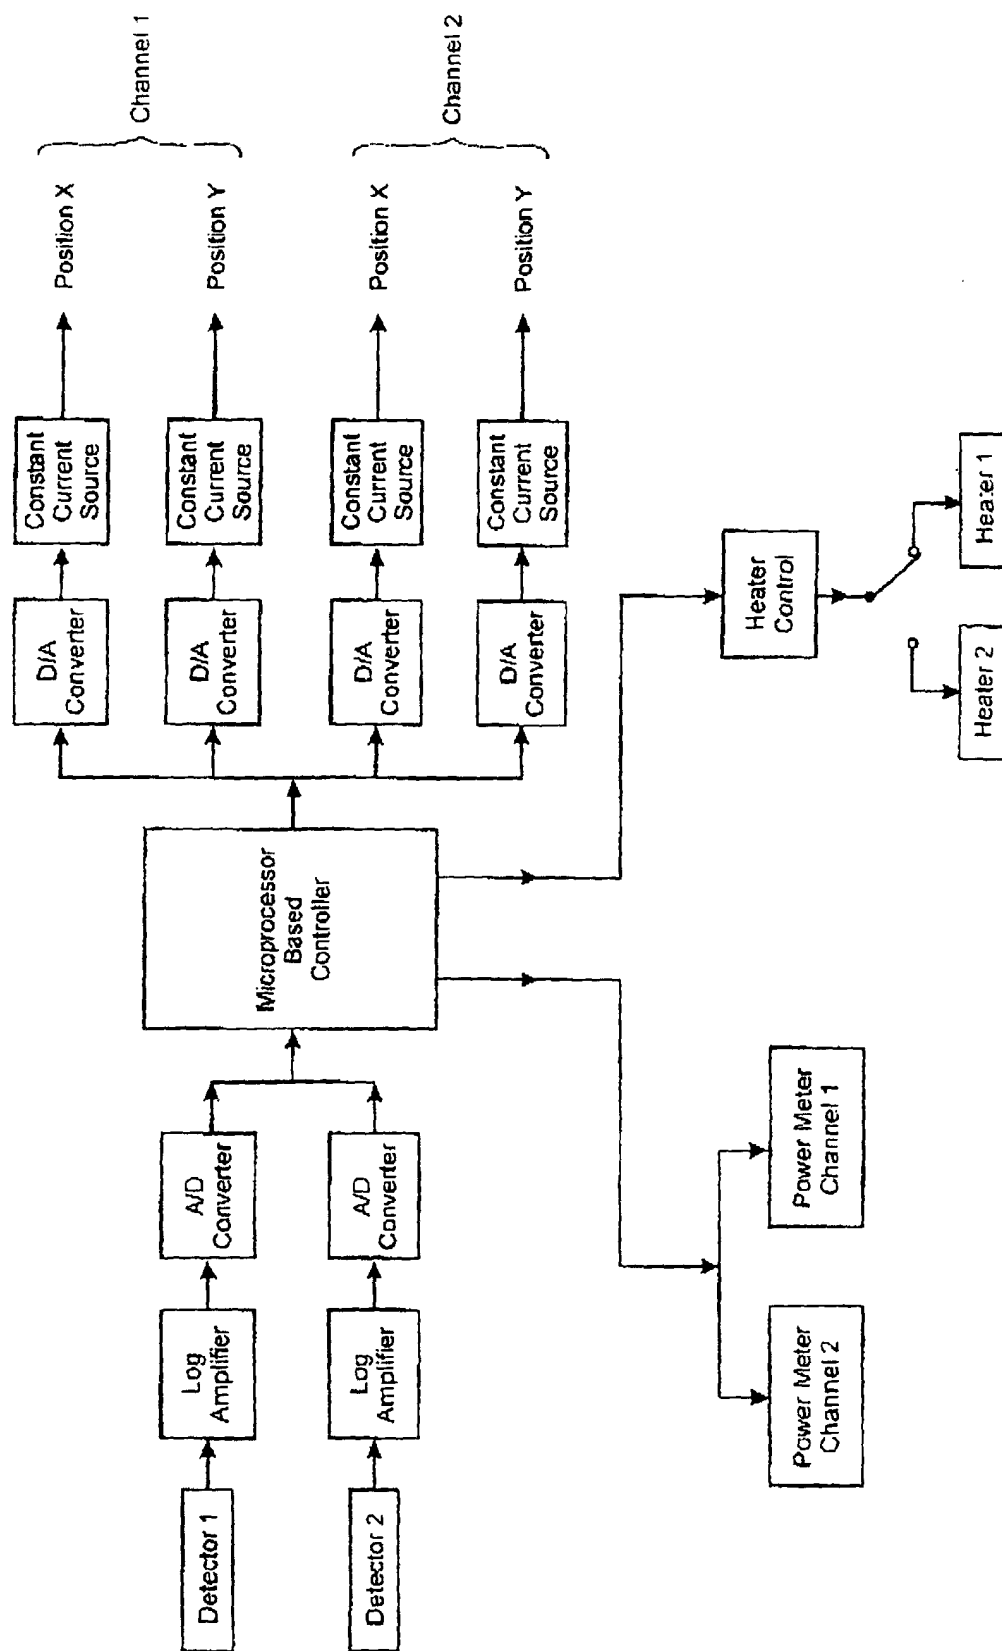 Detector 1
Log
Amplifier
A/D
Converter
Detector 2
Log
Amplifier
A/D
Converter
Microprocessor
Based
Controller
D/A
Converter
Constant
Current
Source
Position X
D/A
Converter
Constant
Current
Source
Position Y
Channel 1
D/A
Converter
Constant
Current
Source
Position X
D/A
Converter
Constant
Current
Source
Position Y
Channel 2
Heater
Control
Heater 2
Heater 1
Power Meter
Channel 2
Power Meter
Channel 1